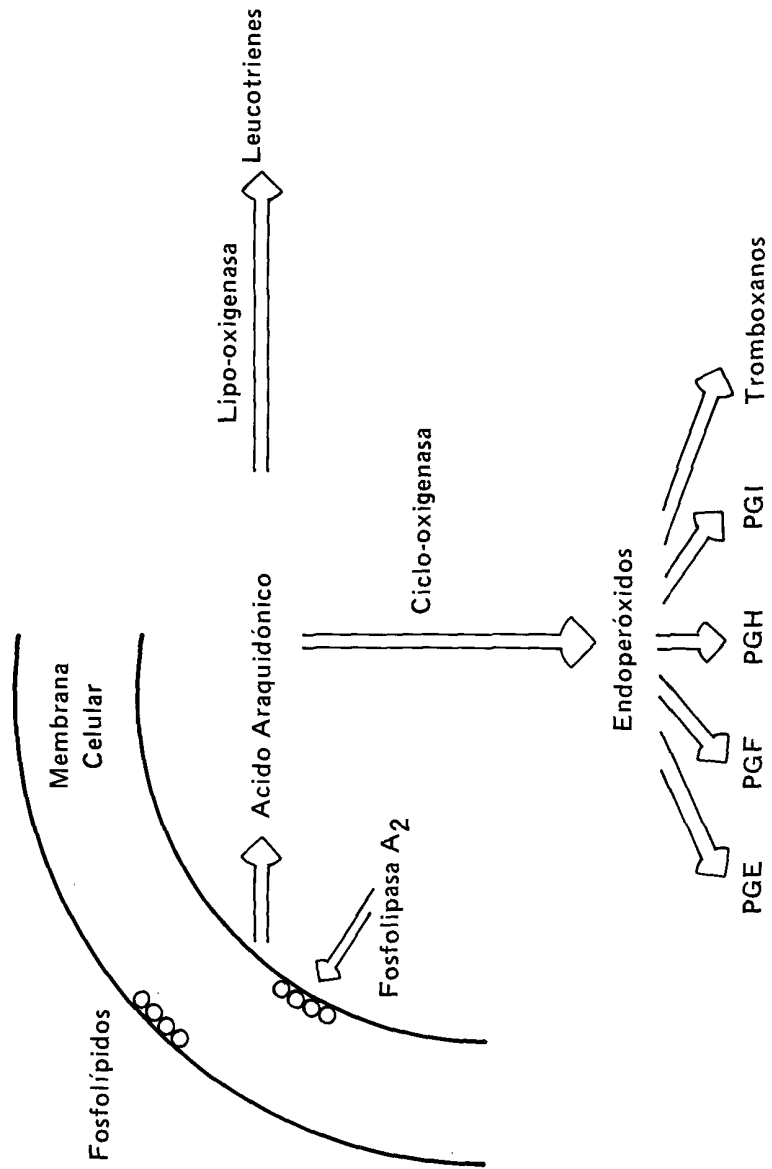 Fosfolípidos
Membrana
Celular
Acido Araquidónico
Fosfolipasa A2
Lipo-oxigenasa
Leucotrienes
Ciclo-oxigenasa
Endoperóxidos
PGE
PGF
PGH
PGI
Tromboxanos